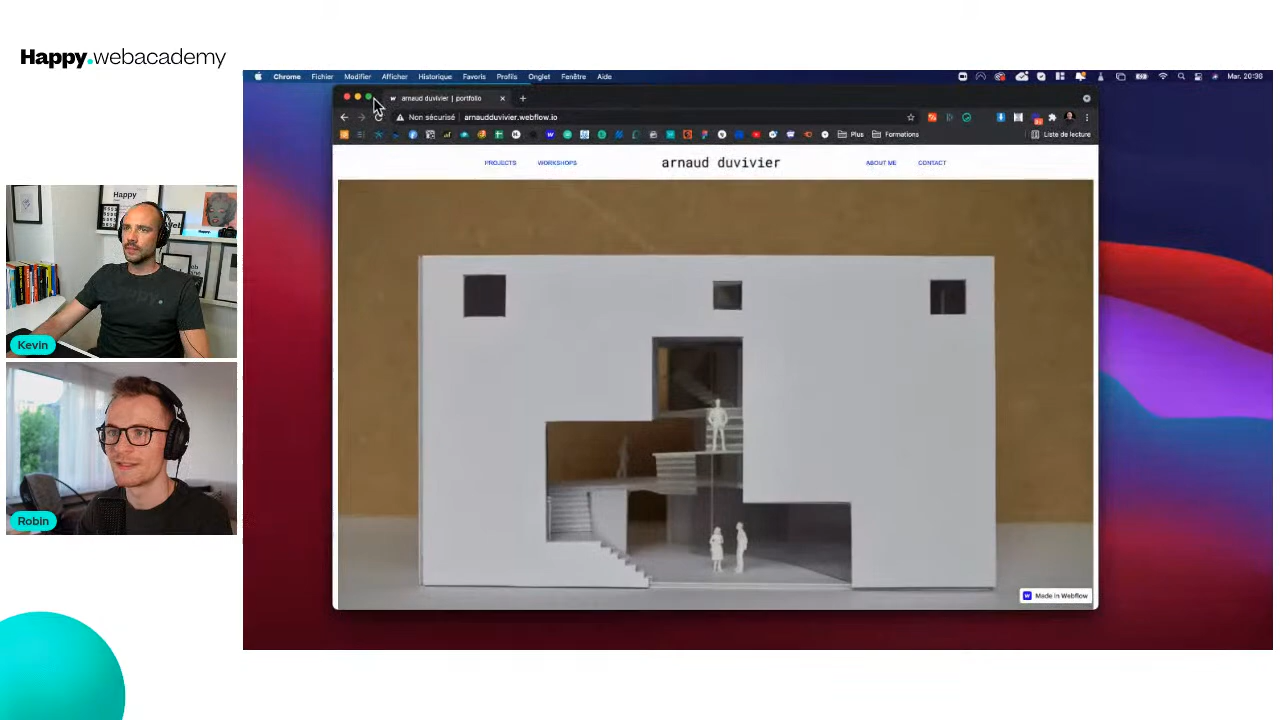 Happy.webacademy
Chrome Fichier Modifier Afficher Historique Favoris Profils Onglet Fenêtre Aide
Mar. 20:36
arnaud duvivier | portfolio
Non sécurisé arnaudduvivier.webflow.io
Plus Formations Liste de lecture
PROJECTS WORKSHOPS arnaud duvivier ABOUT ME CONTACT
Happy
Kevin
Robin
Made in Webflow